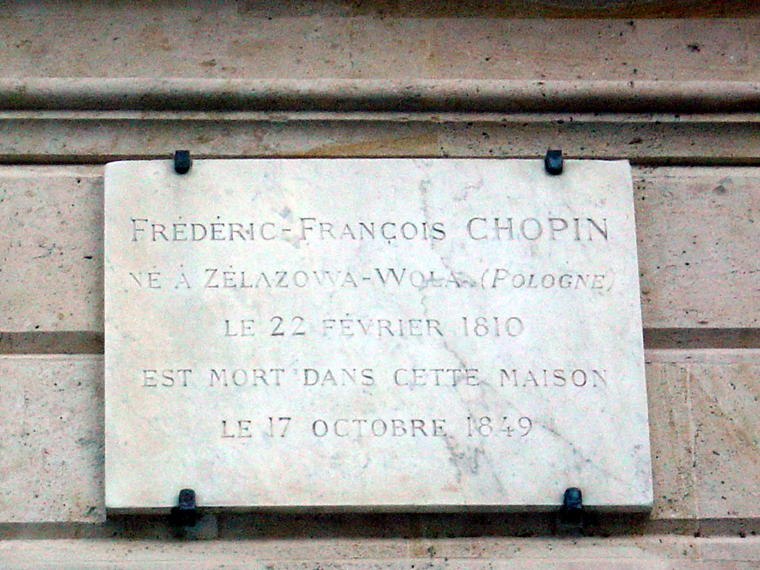 FRÉDÉRIC-FRANÇOIS CHOPIN
NÉ À ZÉLAZOWA-WOLA (POLOGNE)
LE 22 FÉVRIER 1810
EST MORT DANS CETTE MAISON
LE 17 OCTOBRE 1849